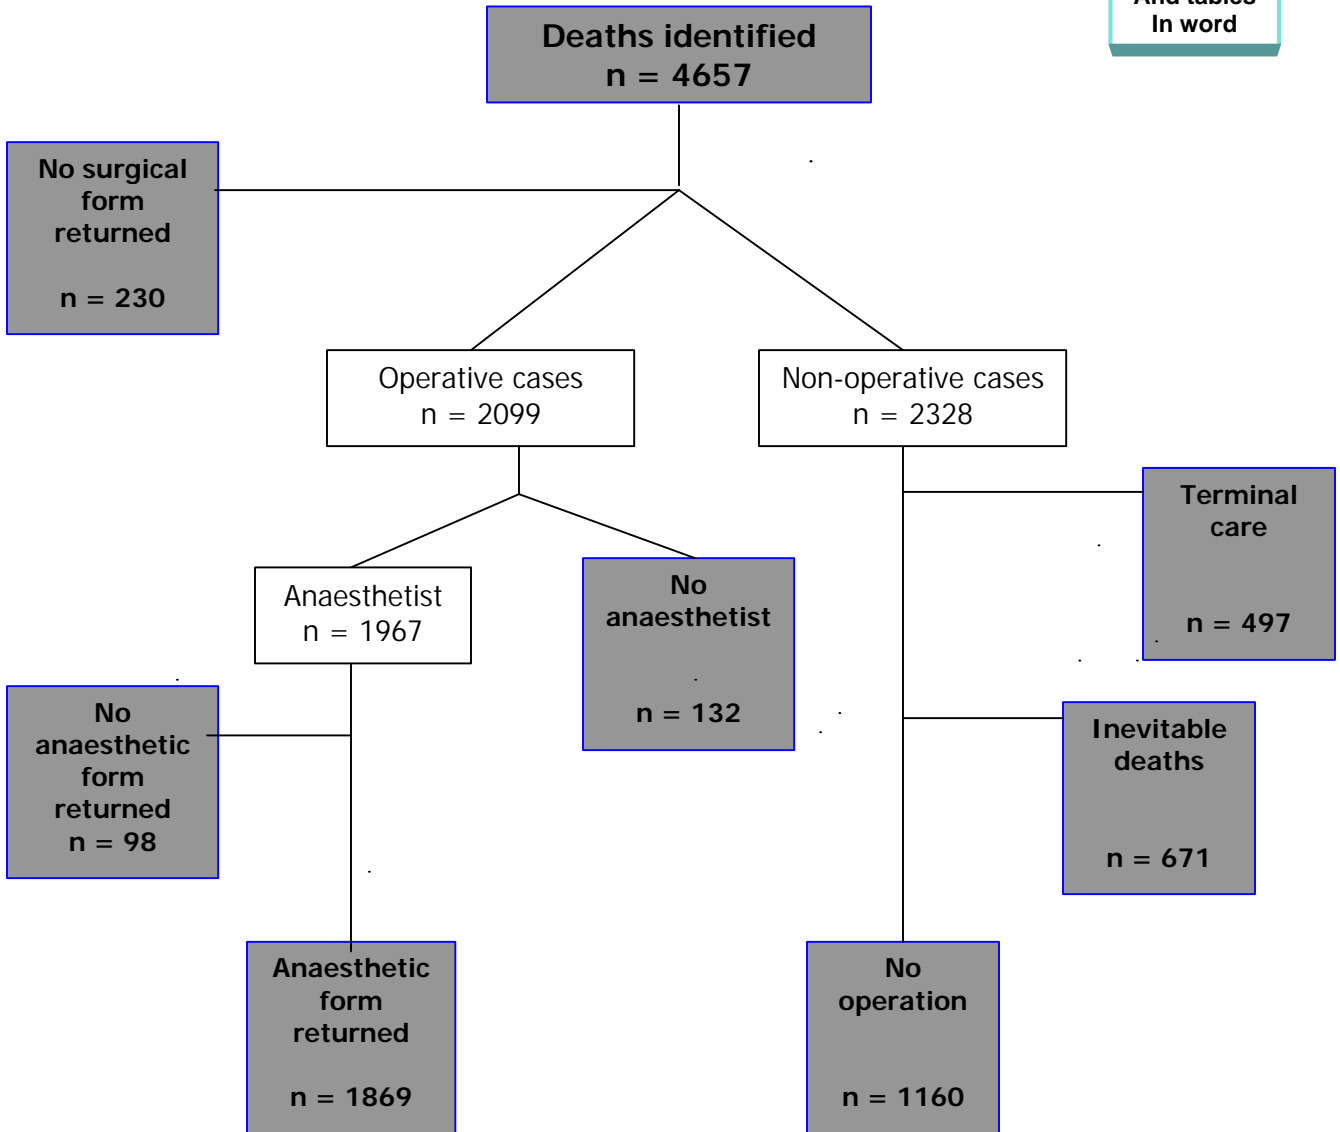 And tables
In word
Deaths identified
n = 4657
No surgical
form
returned
n = 230
Operative cases
n = 2099
Non-operative cases
n = 2328
Terminal
care
n = 497
Anaesthetist
n = 1967
No
anaesthetist
n = 132
No
anaesthetic
form
returned
n = 98
Inevitable
deaths
n = 671
Anaesthetic
form
returned
n = 1869
No
operation
n = 1160